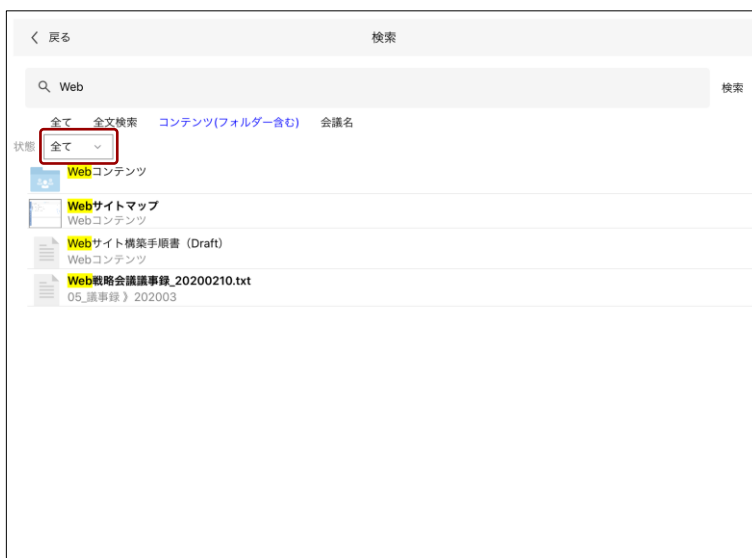 戻る 検索
Web 検索
全て 全文検索 コンテンツ(フォルダー含む) 会議名
状態 全て
Webコンテンツ
Webサイトマップ
Webコンテンツ
Webサイト構築手順書（Draft）
Webコンテンツ
Web戦略会議議事録_20200210.txt
05_議事録 》202003